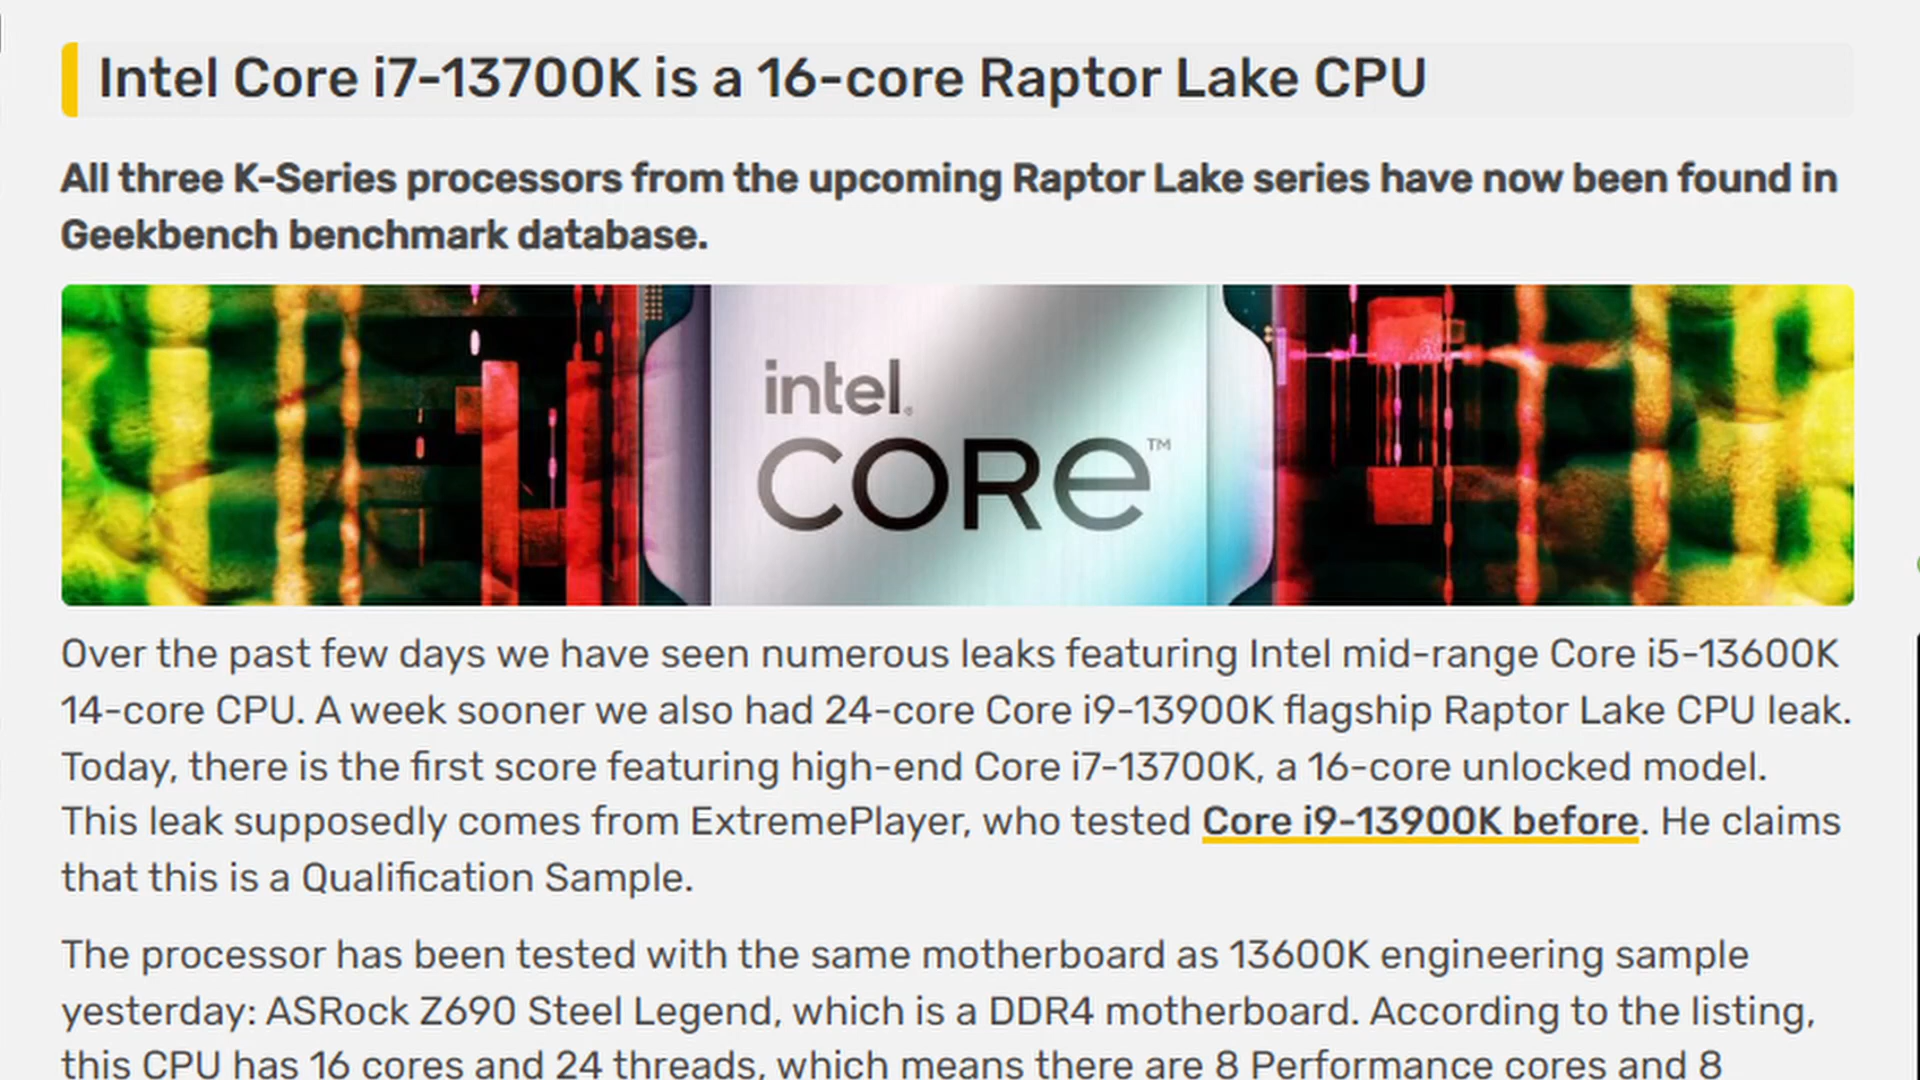 Intel Core i7-13700K is a 16-core Raptor Lake CPU
All three K-Series processors from the upcoming Raptor Lake series have now been found in
Geekbench benchmark database.
intel®
CORe™
Over the past few days we have seen numerous leaks featuring Intel mid-range Core i5-13600K
14-core CPU. A week sooner we also had 24-core Core i9-13900K flagship Raptor Lake CPU leak.
Today, there is the first score featuring high-end Core i7-13700K, a 16-core unlocked model.
This leak supposedly comes from ExtremePlayer, who tested Core i9-13900K before. He claims
that this is a Qualification Sample.
The processor has been tested with the same motherboard as 13600K engineering sample
yesterday: ASRock Z690 Steel Legend, which is a DDR4 motherboard. According to the listing,
this CPU has 16 cores and 24 threads, which means there are 8 Performance cores and 8